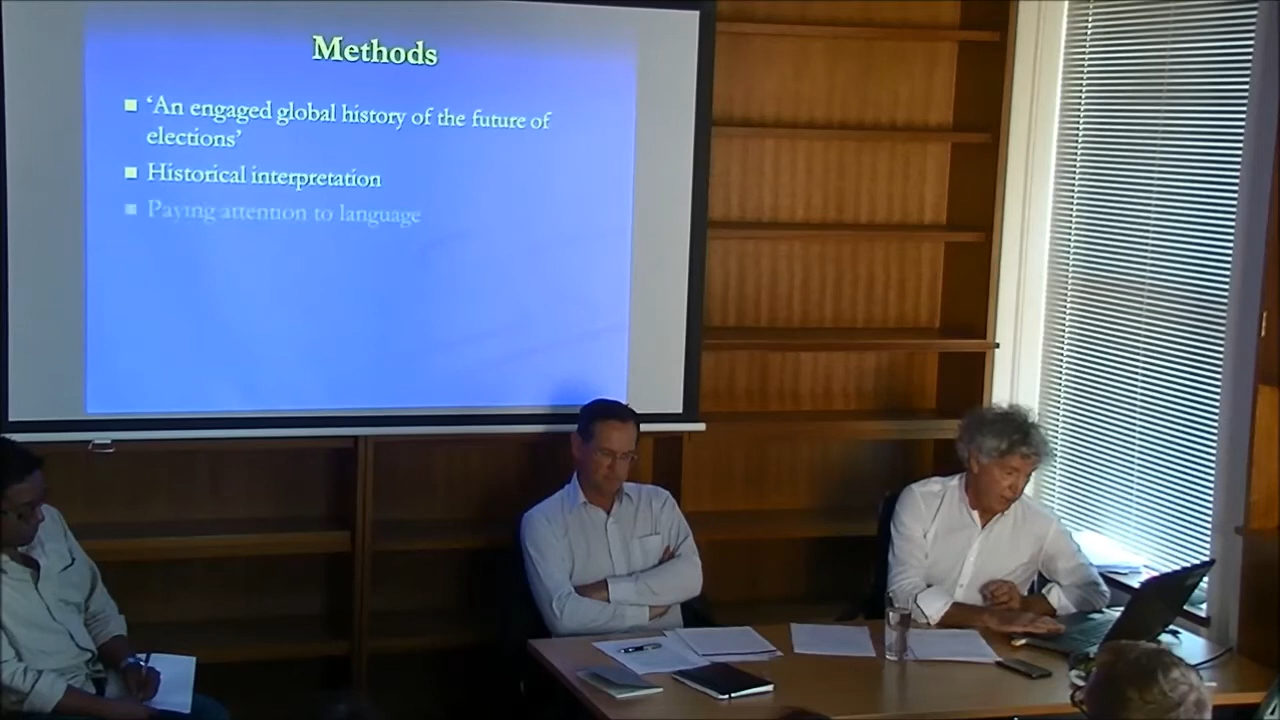 Methods
‘An engaged global history of the future of
elections’
Historical interpretation
Paying attention to language